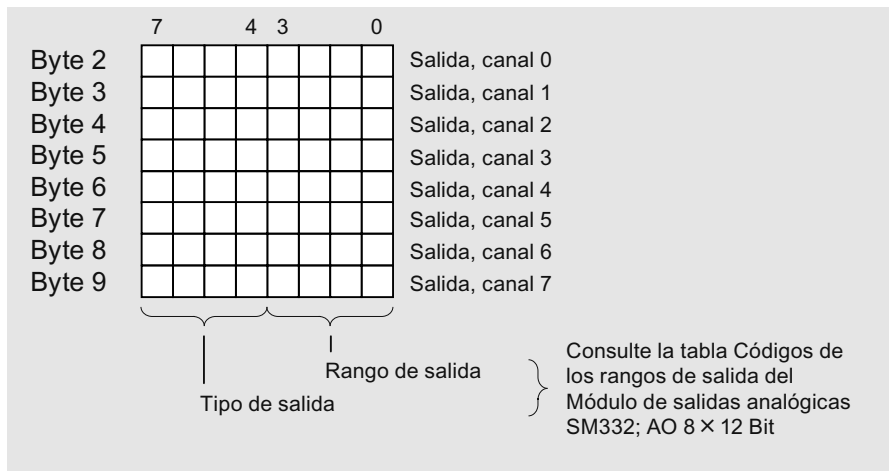 7 4 3 0
Byte 2 Salida, canal 0
Byte 3 Salida, canal 1
Byte 4 Salida, canal 2
Byte 5 Salida, canal 3
Byte 6 Salida, canal 4
Byte 7 Salida, canal 5
Byte 8 Salida, canal 6
Byte 9 Salida, canal 7
Rango de salida
Tipo de salida
Consulte la tabla Códigos de
los rangos de salida del
Módulo de salidas analógicas
SM332; AO 8 × 12 Bit